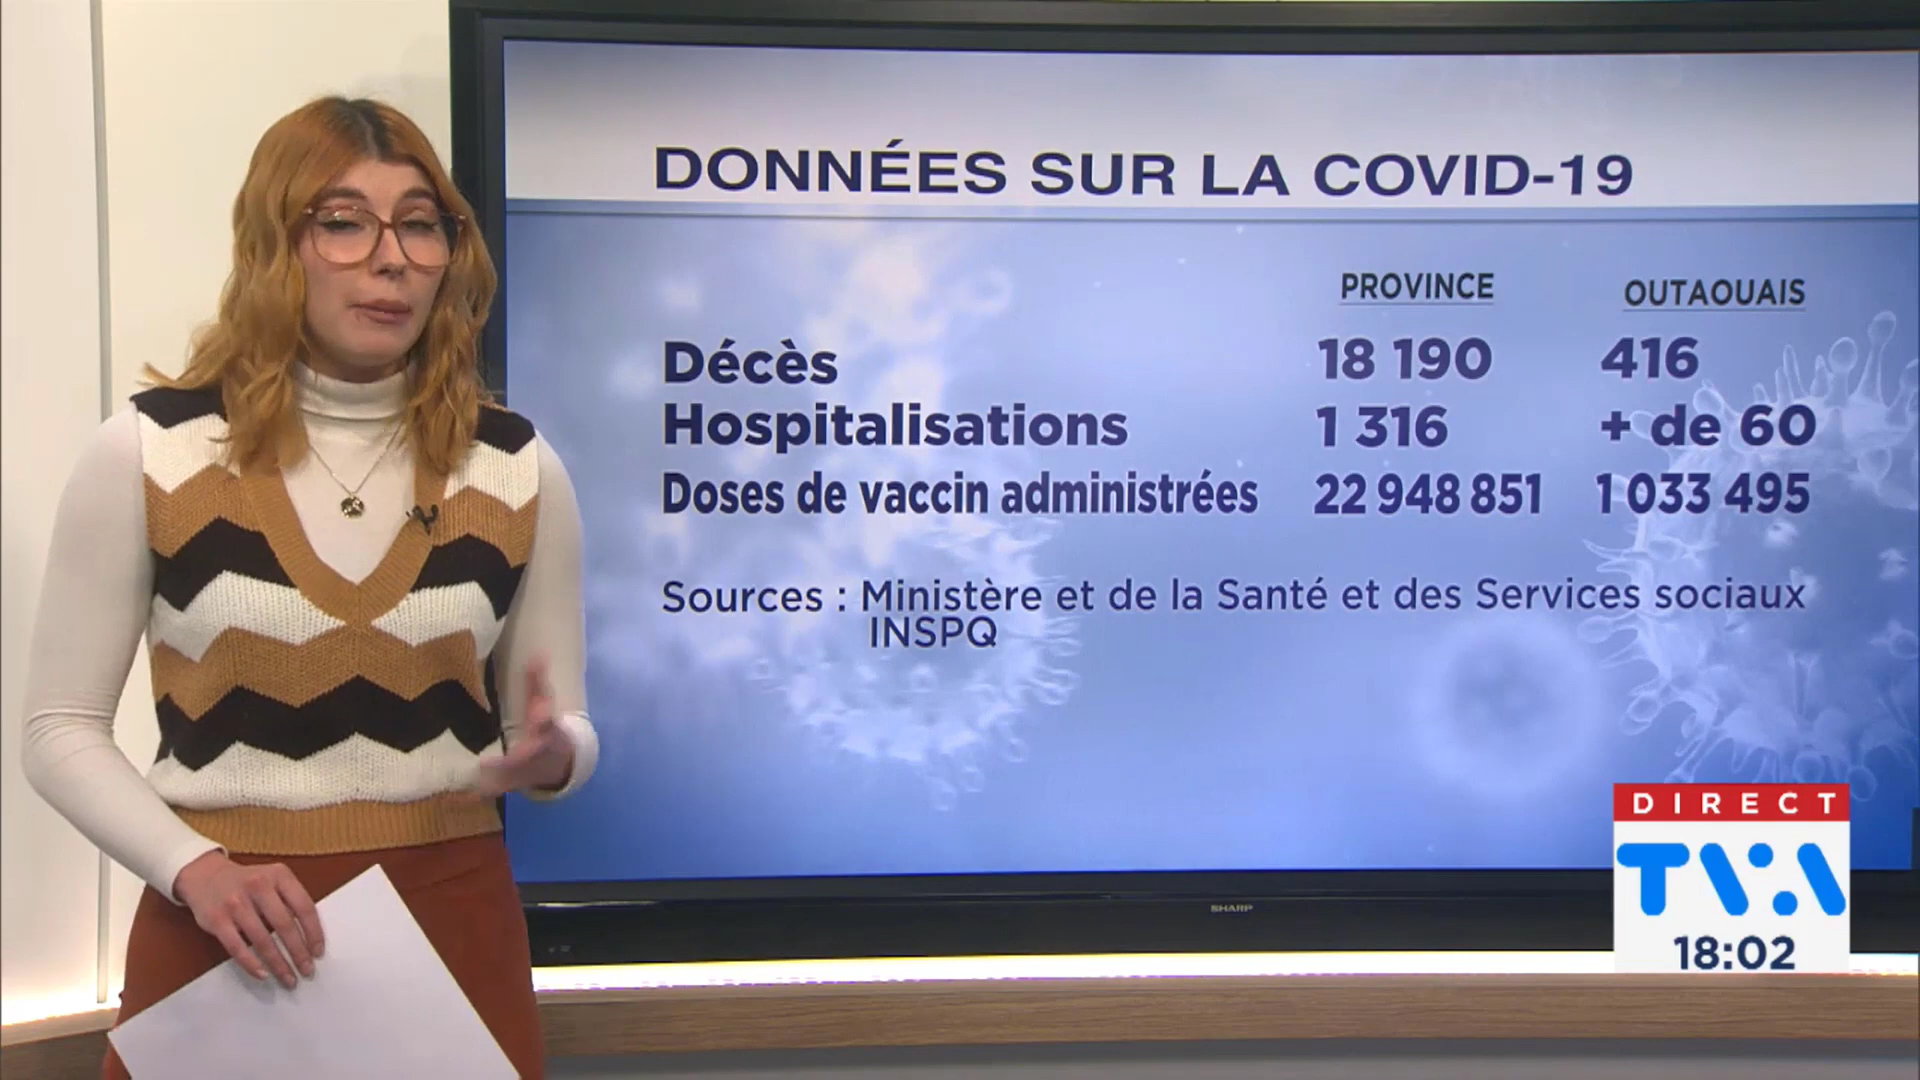 DONNÉES SUR LA COVID-19
PROVINCE OUTAOUAIS
Décès 18 190 416
Hospitalisations 1 316 + de 60
Doses de vaccin administrées 22 948 851 1 033 495
Sources : Ministère et de la Santé et des Services sociaux
INSPQ
SHARP
DIRECT
TVA
18:02